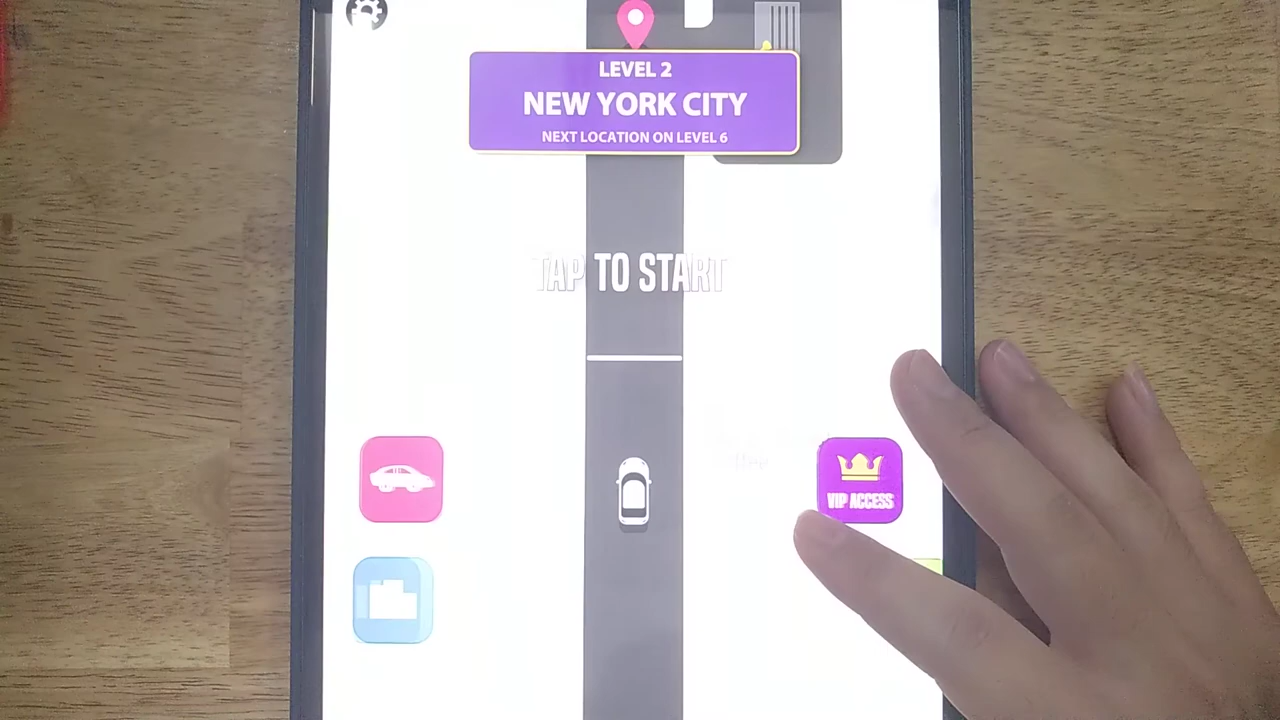 LEVEL 2
NEW YORK CITY
NEXT LOCATION ON LEVEL 6
TAP TO START
VIP ACCESS